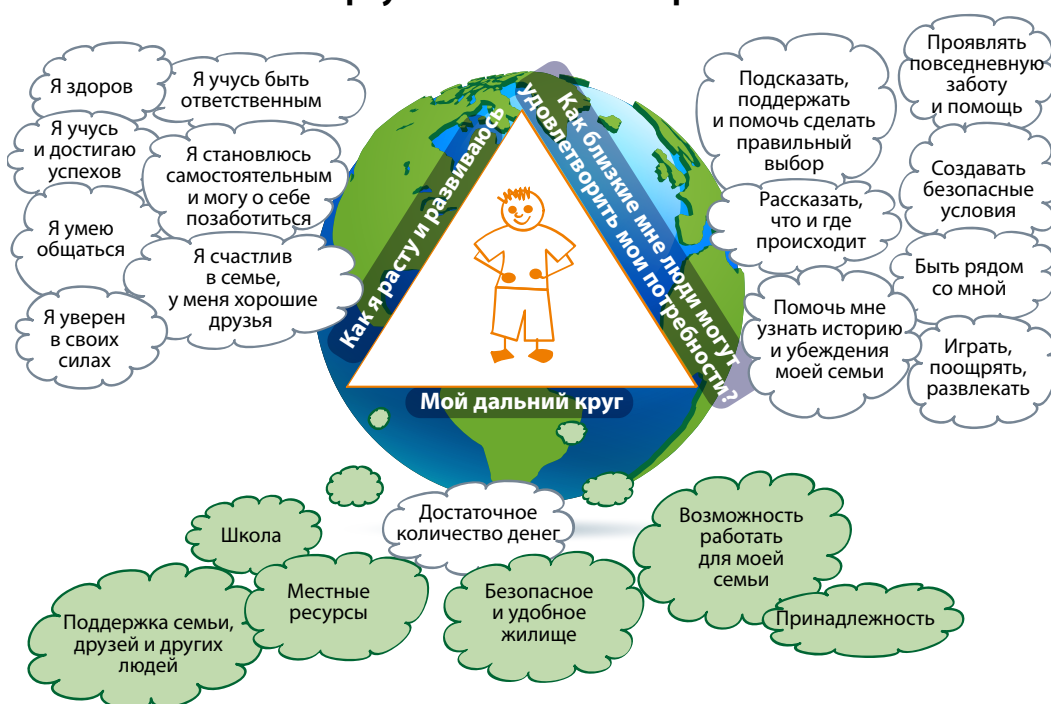 Я здоров
Я учусь быть
ответственным
Я учусь
и достигаю
успехов
Я становлюсь
самостоятельным
и могу о себе
позаботиться
Я умею
общаться
Я счастлив
в семье,
у меня хорошие
друзья
Я уверен
в своих
силах
Как я расту и развиваюсь
Как близкие мне люди могут
удовлетворить мои потребности?
Мой дальний круг
Подсказать,
поддержать
и помочь сделать
правильный
выбор
Проявлять
повседневную
заботу
и помощь
Рассказать,
что и где
происходит
Создавать
безопасные
условия
Быть рядом
со мной
Помочь мне
узнать историю
и убеждения
моей семьи
Играть,
поощрять,
развлекать
Школа
Достаточное
количество денег
Возможность
работать
для моей
семьи
Местные
ресурсы
Безопасное
и удобное
жилище
Поддержка семьи,
друзей и других
людей
Принадлежность